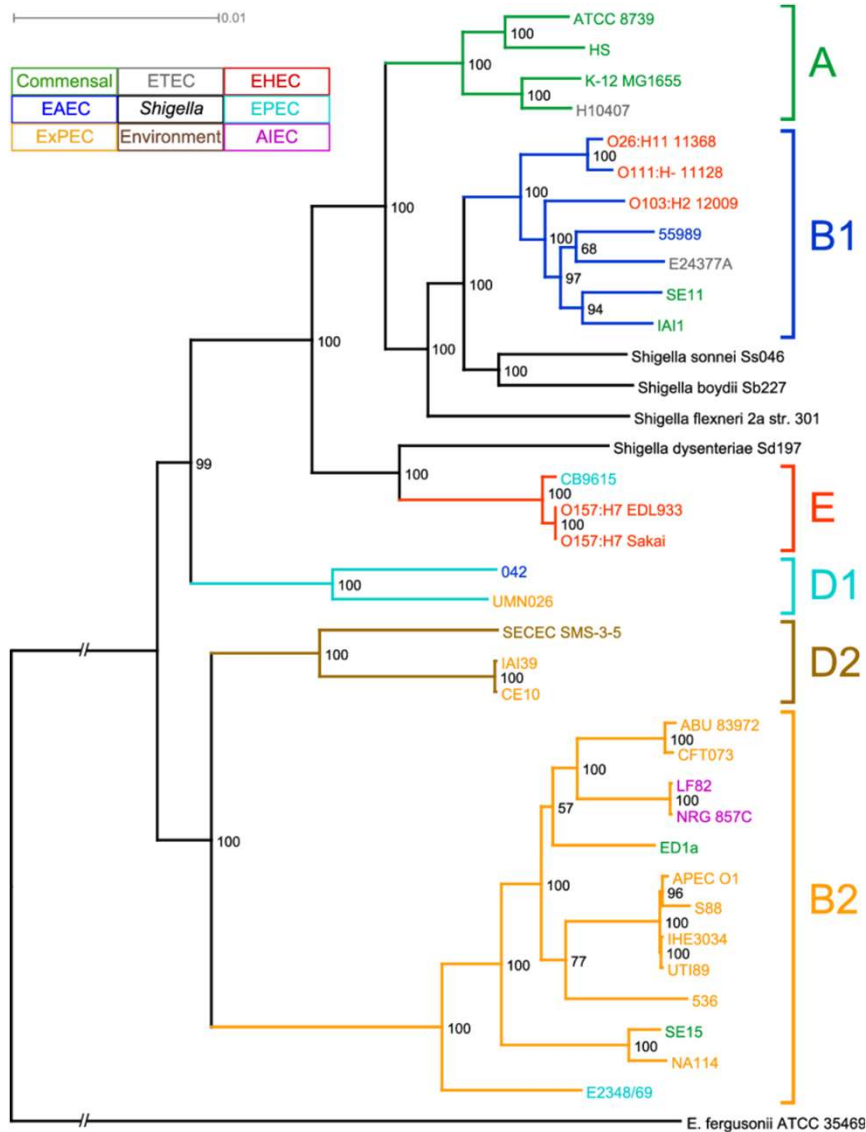 0.01
Commensal ETEC EHEC
EAEC Shigella EPEC
ExPEC Environment AIEC
ATCC 8739
100
HS
100
K-12 MG1655
100
H10407
A
100
O26:H11 11368
100
O111:H- 11128
100
O103:H2 12009
100
55989
68
E24377A
97
SE11
94
IAI1
B1
100
Shigella sonnei Ss046
100
Shigella boydii Sb227
100
Shigella flexneri 2a str. 301
100
Shigella dysenteriae Sd197
100
CB9615
100
O157:H7 EDL933
100
O157:H7 Sakai
E
99
042
100
UMN026
D1
SECEC SMS-3-5
100
IAI39
100
CE10
D2
100
ABU 83972
100
CFT073
100
LF82
100
NRG 857C
57
ED1a
100
APEC O1
96
S88
100
IHE3034
100
UTI89
77
536
100
SE15
100
NA114
100
E2348/69
B2
E. fergusonii ATCC 35469